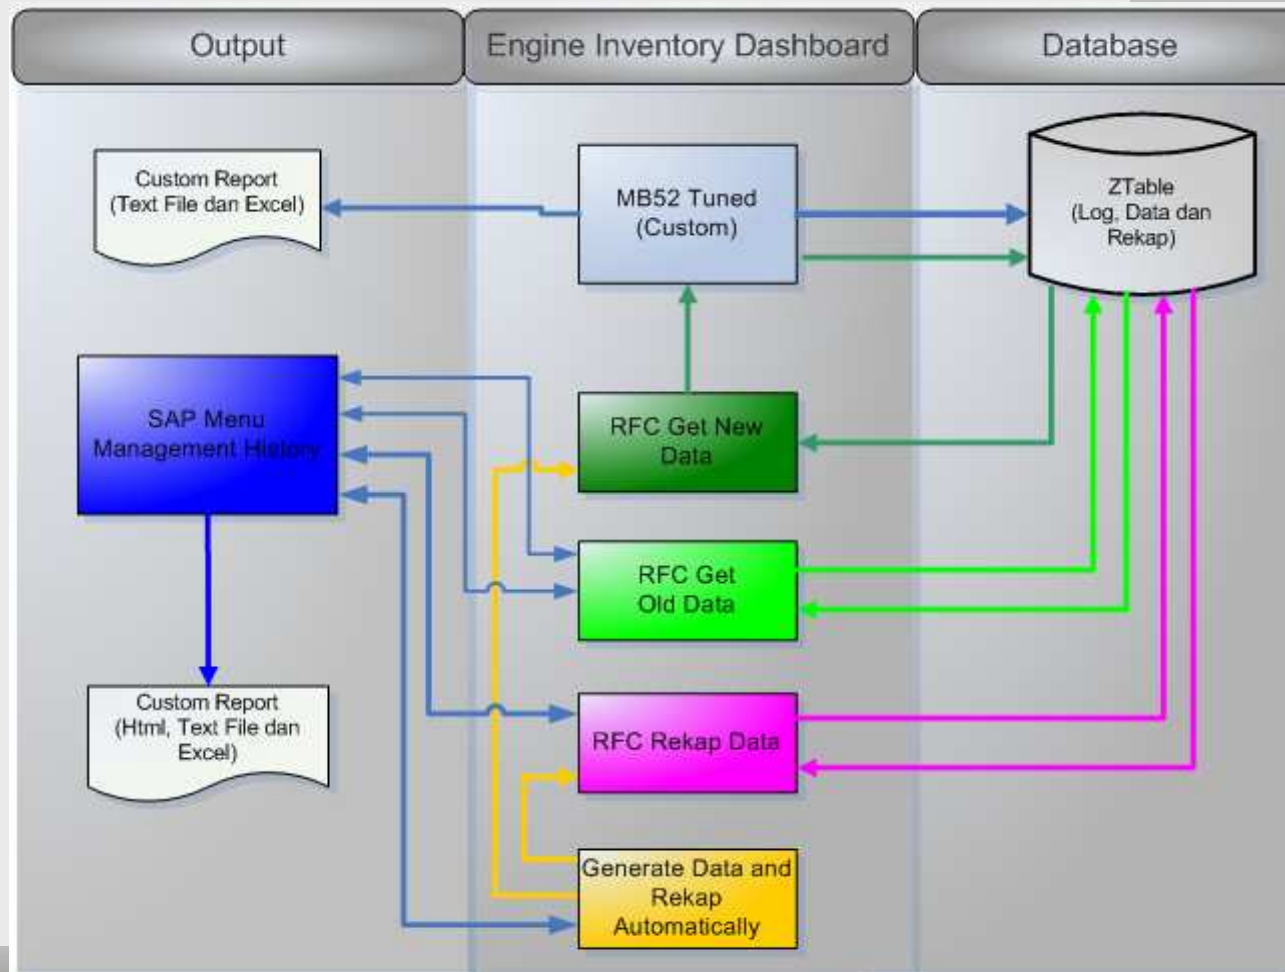 Output
Engine Inventory Dashboard
Database
Custom Report
(Text File dan Excel)
MB52 Tuned
(Custom)
ZTable
(Log, Data dan
Rekap)
SAP Menu
Management History
RFC Get New
Data
RFC Get
Old Data
Custom Report
(Html, Text File dan
Excel)
RFC Rekap Data
Generate Data and
Rekap
Automatically